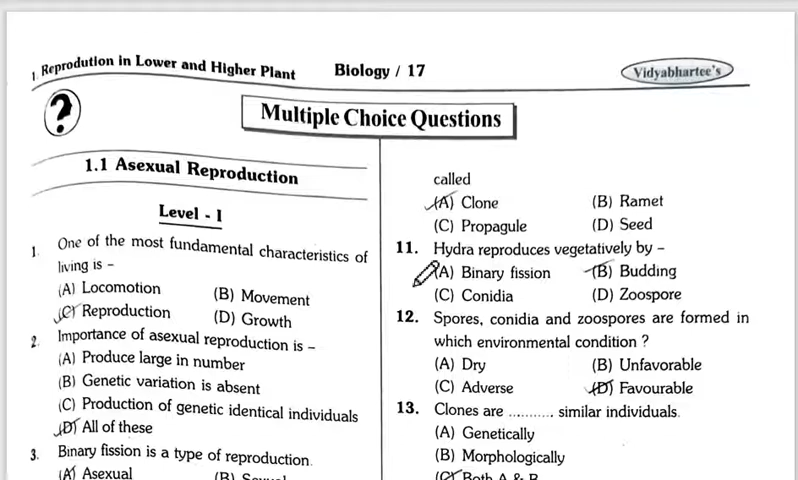 1. Reprodution in Lower and Higher Plant
Biology / 17
Vidyabhartee's
?
Multiple Choice Questions
1.1 Asexual Reproduction
Level - I
1. One of the most fundamental characteristics of
living is –
(A) Locomotion (B) Movement
(C) Reproduction (D) Growth
2. Importance of asexual reproduction is –
(A) Produce large in number
(B) Genetic variation is absent
(C) Production of genetic identical individuals
(D) All of these
3. Binary fission is a type of reproduction.
(A) Asexual (B) Sexual
called
(A) Clone (B) Ramet
(C) Propagule (D) Seed
11. Hydra reproduces vegetatively by –
(A) Binary fission (B) Budding
(C) Conidia (D) Zoospore
12. Spores, conidia and zoospores are formed in
which environmental condition ?
(A) Dry (B) Unfavorable
(C) Adverse (D) Favourable
13. Clones are .......... similar individuals.
(A) Genetically
(B) Morphologically
(C) Both A & B